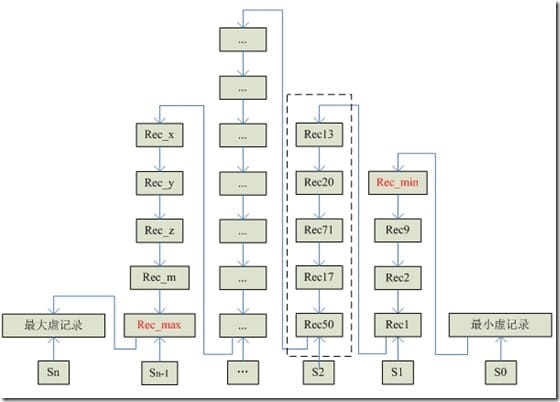 ...
...
Rec_x
...
Rec13
Rec_y
...
Rec20
Rec_min
Rec_z
...
Rec71
Rec9
Rec_m
...
Rec17
Rec2
最大虚记录
Rec_max
...
Rec50
Rec1
最小虚记录
Sn
Sn-1
...
S2
S1
S0